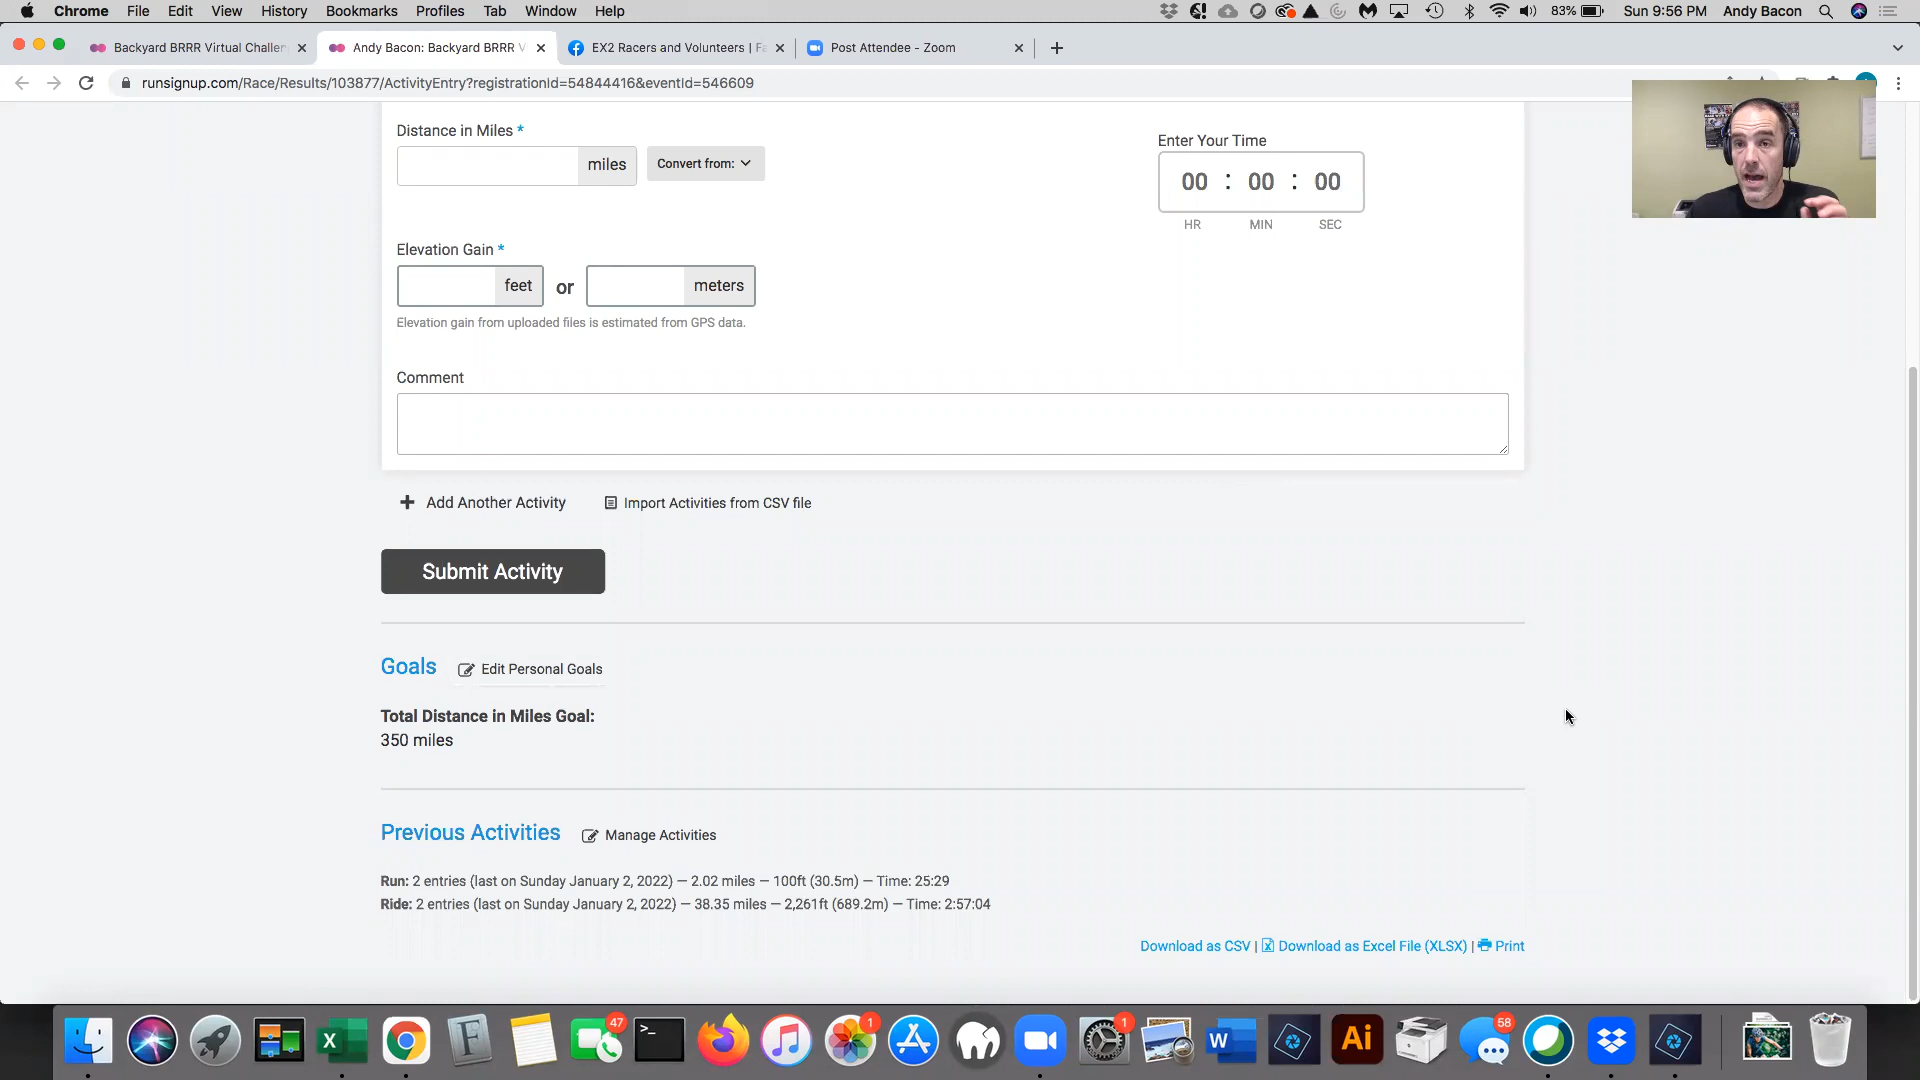 Chrome File Edit View History Bookmarks Profiles Tab Window Help 83% Sun 9:56 PM Andy Bacon
Backyard BRRR Virtual Challen Andy Bacon: Backyard BRRR V EX2 Racers and Volunteers | Fa Post Attendee - Zoom
runsignup.com/Race/Results/103877/ActivityEntry?registrationId=54844416&eventId=546609
Distance in Miles *
miles Convert from:
Enter Your Time
00 : 00 : 00
HR MIN SEC
Elevation Gain *
feet or meters
Elevation gain from uploaded files is estimated from GPS data.
Comment
Add Another Activity Import Activities from CSV file
Submit Activity
Goals Edit Personal Goals
Total Distance in Miles Goal:
350 miles
Previous Activities Manage Activities
Run: 2 entries (last on Sunday January 2, 2022) — 2.02 miles — 100ft (30.5m) — Time: 25:29
Ride: 2 entries (last on Sunday January 2, 2022) — 38.35 miles — 2,261ft (689.2m) — Time: 2:57:04
Download as CSV | Download as Excel File (XLSX) | Print
47 1 1 58
X F >_ W Ai